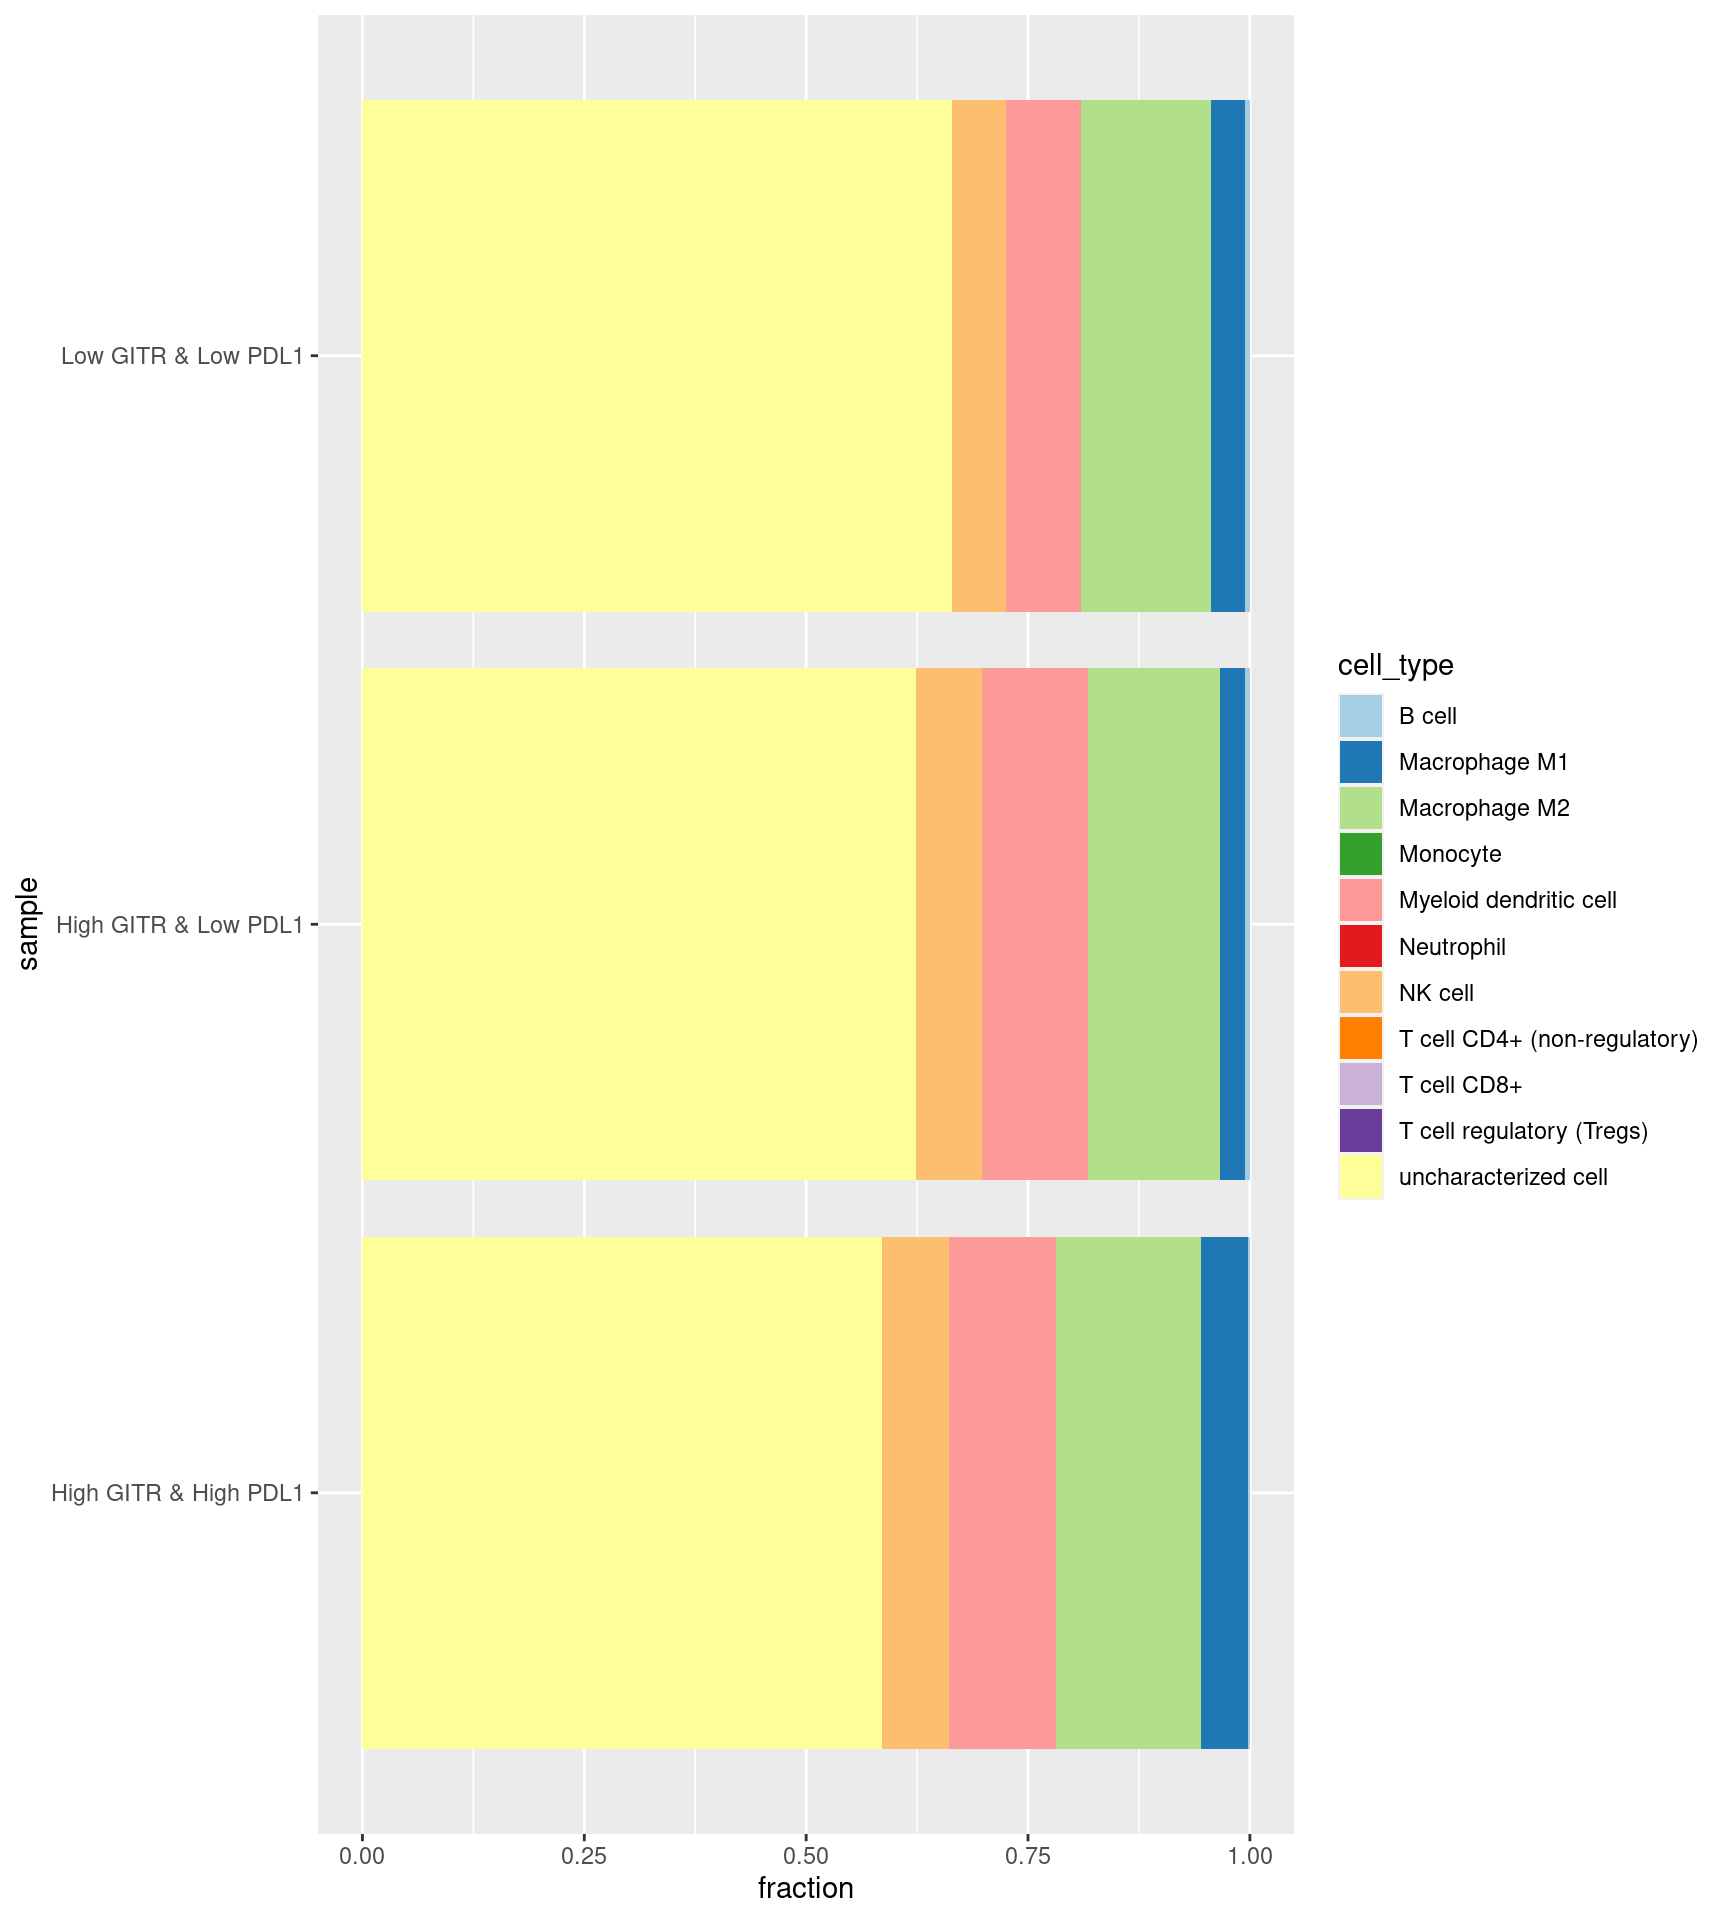 Low GITR & Low PDL1
High GITR & Low PDL1
High GITR & High PDL1
sample
0.00
0.25
0.50
0.75
1.00
fraction
cell_type
B cell
Macrophage M1
Macrophage M2
Monocyte
Myeloid dendritic cell
Neutrophil
NK cell
T cell CD4+ (non-regulatory)
T cell CD8+
T cell regulatory (Tregs)
uncharacterized cell